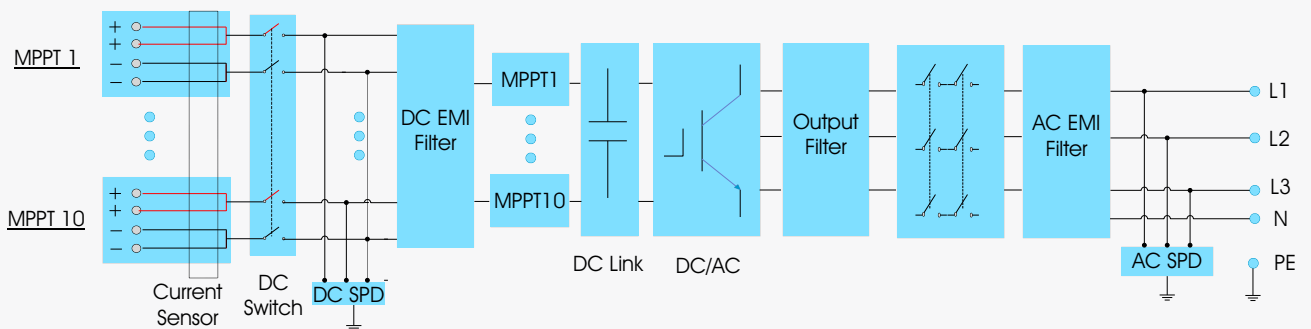 MPPT 1
+
+
−
−
MPPT 10
+
+
−
−
Current
Sensor
DC
Switch
DC SPD
DC EMI
Filter
MPPT1
MPPT10
DC Link
DC/AC
Output
Filter
AC EMI
Filter
AC SPD
L1
L2
L3
N
PE